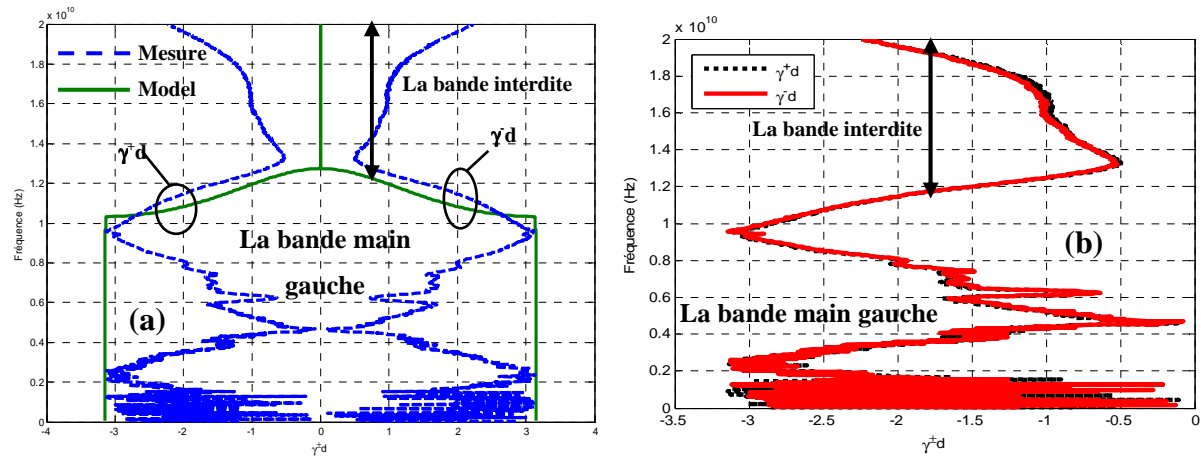 x 10^10
2
1.8
1.6
1.4
1.2
1
0.8
0.6
0.4
0.2
0
-4
-3
-2
-1
0
1
2
3
4
Fréquence (Hz)
γ^+d
Mesure
Model
La bande interdite
γ^+d
γ^-d
La bande main
gauche
(a)
x 10^10
2
1.8
1.6
1.4
1.2
1
0.8
0.6
0.4
0.2
0
-3.5
-3
-2.5
-2
-1.5
-1
-0.5
0
Fréquence (Hz)
γ^+d
γ^+d
γ^-d
La bande interdite
(b)
La bande main gauche